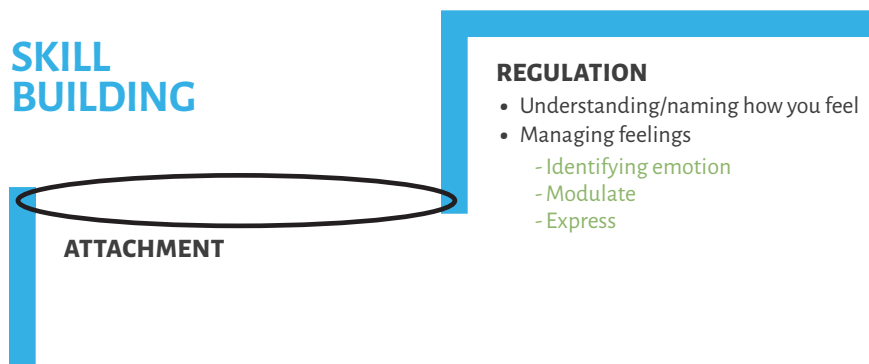 SKILL
BUILDING
REGULATION
• Understanding/naming how you feel
• Managing feelings
- Identifying emotion
- Modulate
- Express
ATTACHMENT